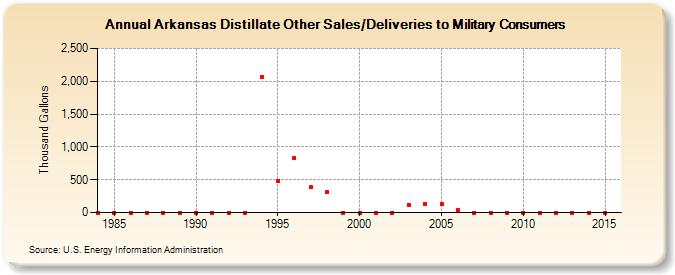 Annual Arkansas Distillate Other Sales/Deliveries to Military Consumers
Thousand Gallons
2,500
2,000
1,500
1,000
500
0
1985 1990 1995 2000 2005 2010 2015
Source: U.S. Energy Information Administration